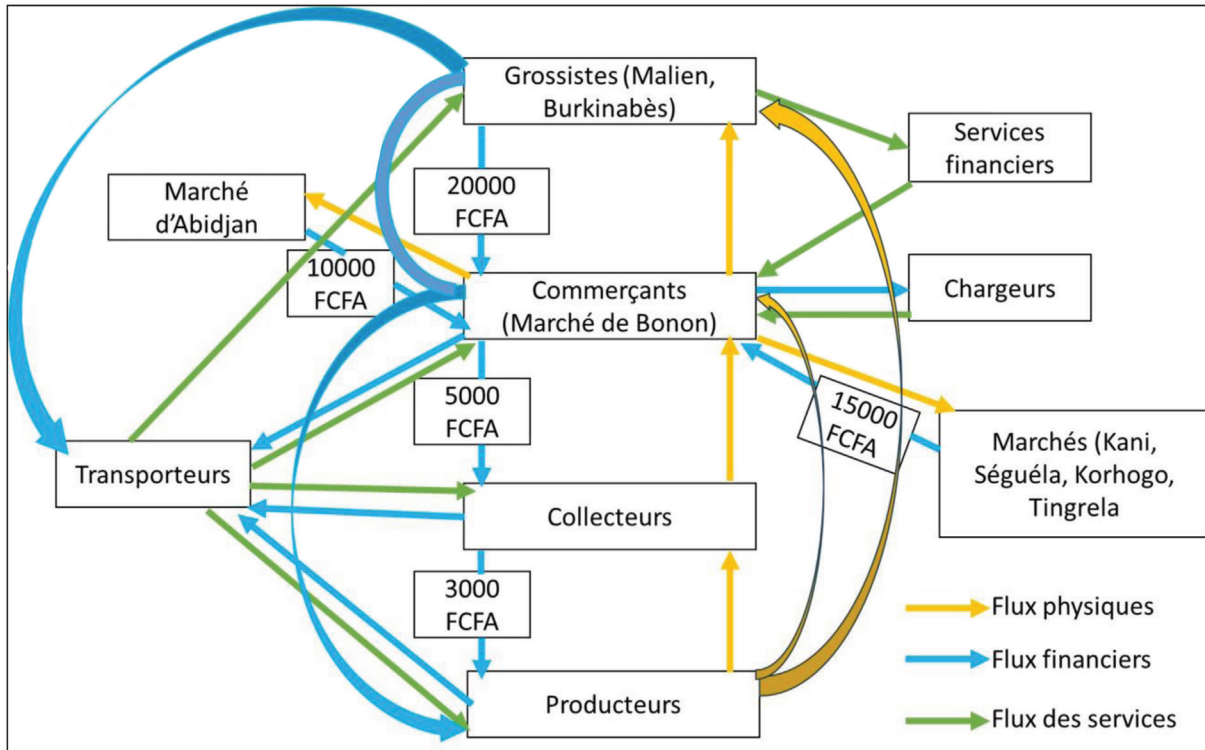 Grossistes (Malien,
Burkinabès)
Services
financiers
Marché
d’Abidjan
20000
FCFA
10000
FCFA
Commerçants
(Marché de Bonon)
Chargeurs
5000
FCFA
15000
FCFA
Marchés (Kani,
Séguéla, Korhogo,
Tingrela
Transporteurs
Collecteurs
3000
FCFA
Producteurs
Flux physiques
Flux financiers
Flux des services